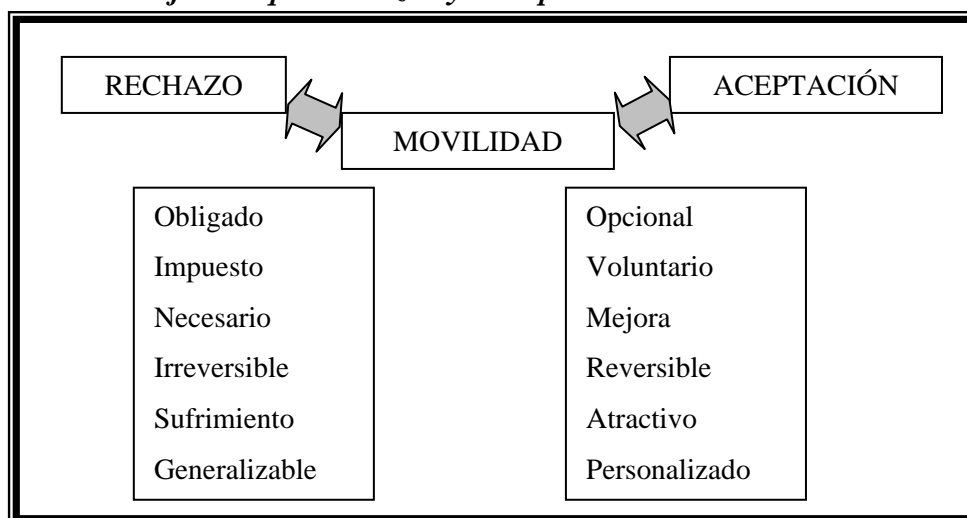 RECHAZO
ACEPTACIÓN
MOVILIDAD
Obligado
Impuesto
Necesario
Irreversible
Sufrimiento
Generalizable
Opcional
Voluntario
Mejora
Reversible
Atractivo
Personalizado